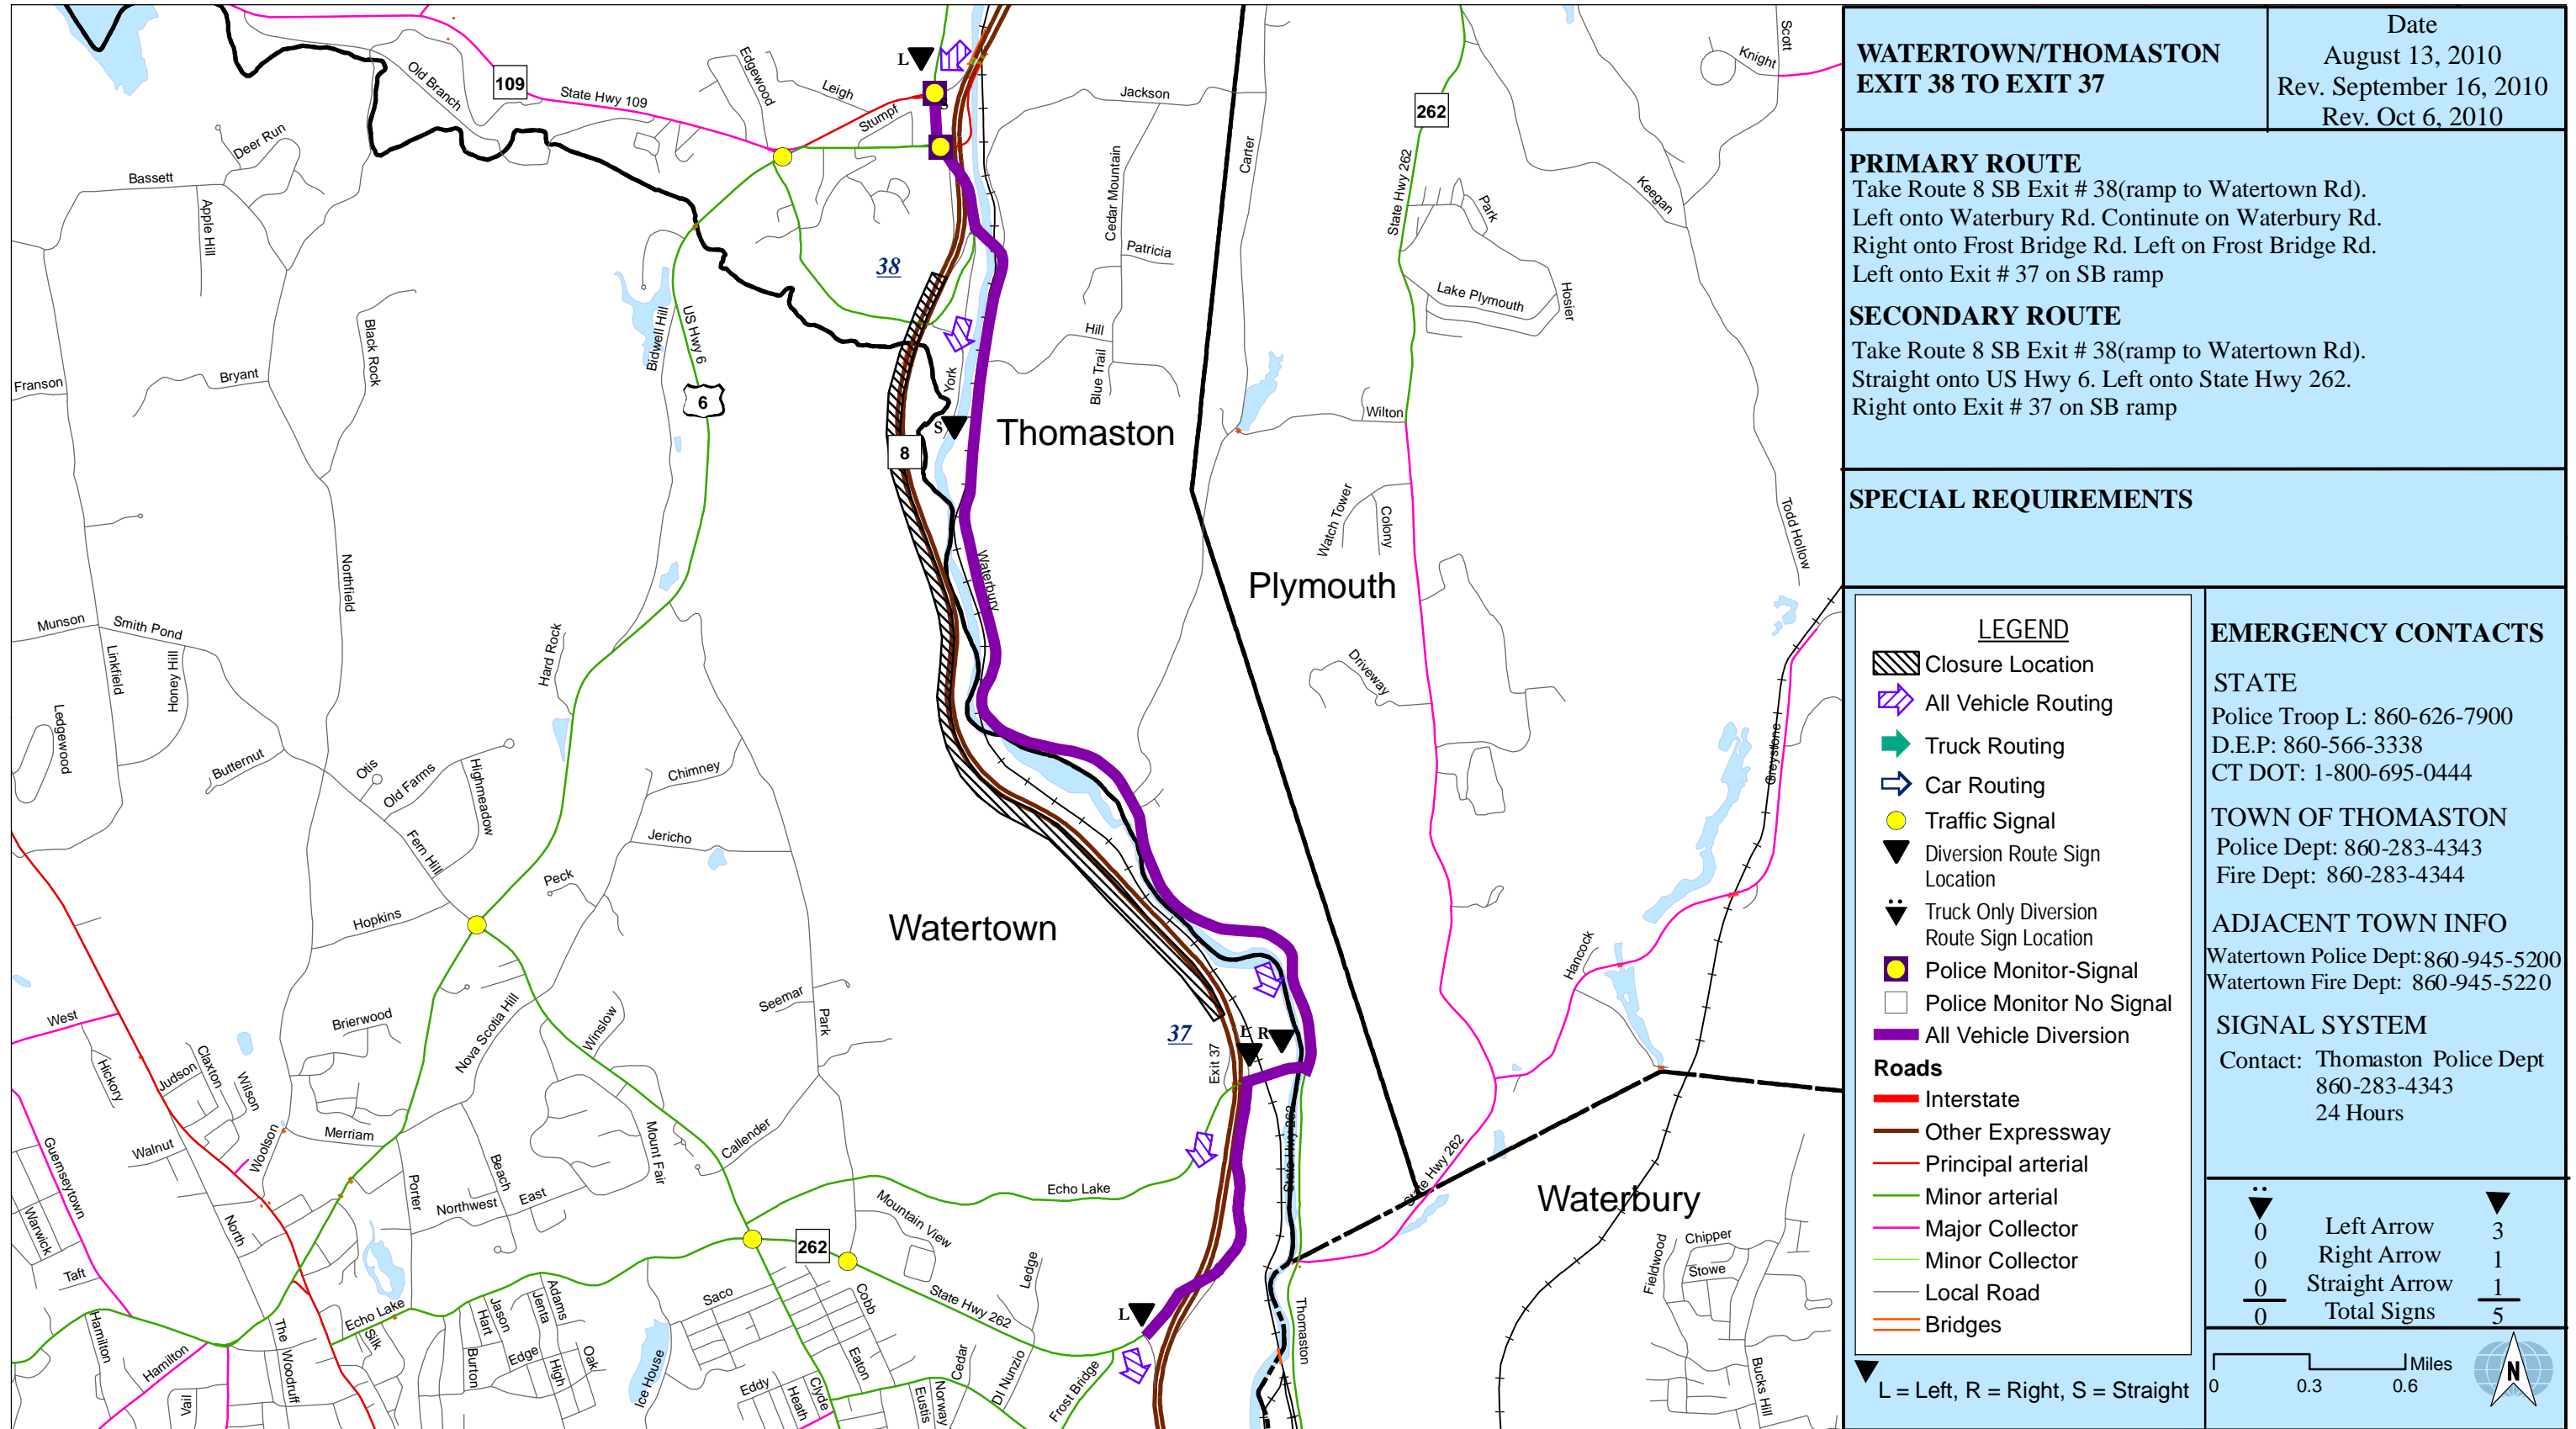 WATERTOWN/THOMASTON
EXIT 38 TO EXIT 37
Date
August 13, 2010
Rev. September 16, 2010
Rev. Oct 6, 2010
PRIMARY ROUTE
Take Route 8 SB Exit # 38(ramp to Watertown Rd).
Left onto Waterbury Rd. Continute on Waterbury Rd.
Right onto Frost Bridge Rd. Left on Frost Bridge Rd.
Left onto Exit # 37 on SB ramp
SECONDARY ROUTE
Take Route 8 SB Exit # 38(ramp to Watertown Rd).
Straight onto US Hwy 6. Left onto State Hwy 262.
Right onto Exit # 37 on SB ramp
SPECIAL REQUIREMENTS
LEGEND
Closure Location
All Vehicle Routing
Truck Routing
Car Routing
Traffic Signal
Diversion Route Sign
Location
Truck Only Diversion
Route Sign Location
Police Monitor-Signal
Police Monitor No Signal
All Vehicle Diversion
Roads
Interstate
Other Expressway
Principal arterial
Minor arterial
Major Collector
Minor Collector
Local Road
Bridges
L = Left, R = Right, S = Straight
EMERGENCY CONTACTS
STATE
Police Troop L: 860-626-7900
D.E.P: 860-566-3338
CT DOT: 1-800-695-0444
TOWN OF THOMASTON
Police Dept: 860-283-4343
Fire Dept: 860-283-4344
ADJACENT TOWN INFO
Watertown Police Dept: 860-945-5200
Watertown Fire Dept: 860-945-5220
SIGNAL SYSTEM
Contact: Thomaston Police Dept
860-283-4343
24 Hours
0 Left Arrow 3
0 Right Arrow 1
0 Straight Arrow 1
0 Total Signs 5
Miles
0 0.3 0.6
N
109
State Hwy 109
Old Branch
Edgewood
Leigh
Stumpf
L
S
Deer Run
Bassett
Apple Hill
Black Rock
Bryant
Franson
Northfield
Bidwell Hill
US Hwy 6
6
38
York
S
8
Thomaston
Jackson
Cedar Mountain
Patricia
Hill
Blue Trail
Carter
262
State Hwy 262
Park
Lake Plymouth
Hosier
Wilton
Keegan
Knight
Scott
Todd Hollow
Watch Tower
Colony
Plymouth
Waterbury
Driveway
Greystone
Hancock
Munson
Smith Pond
Linkfield
Honey Hill
Ledgewood
Butternut
Otis
Old Farms
Highmeadow
Fern Hill
Hard Rock
Chimney
Jericho
Peck
Hopkins
Watertown
Seemar
Park
37
Exit 37
L
R
State Hwy 262
State Hwy 262
Waterbury
West
Hickory
Judson
Claxton
Wilson
Brierwood
Nova Scotia Hill
Winslow
Walnut
Woolson
Merriam
Guernseytown
Warwick
Taft
North
Porter
Beach
Northwest
East
Mount Fair
Callender
Echo Lake
Mountain View
262
State Hwy 262
Ledge
L
Hamilton
Hamilton
Vail
The
Woodruff
Echo Lake
Silk
Hart
Jason
Jenta
Adams
Burton
Edge
High
Oak
Ice House
Saco
Cobb
Eaton
Eddy
Heath
Clyde
Eustis
Norway
Cedar
DI Nunzio
Frost Bridge
Thomaston
Fieldwood
Chipper
Stowe
Bucks Hill